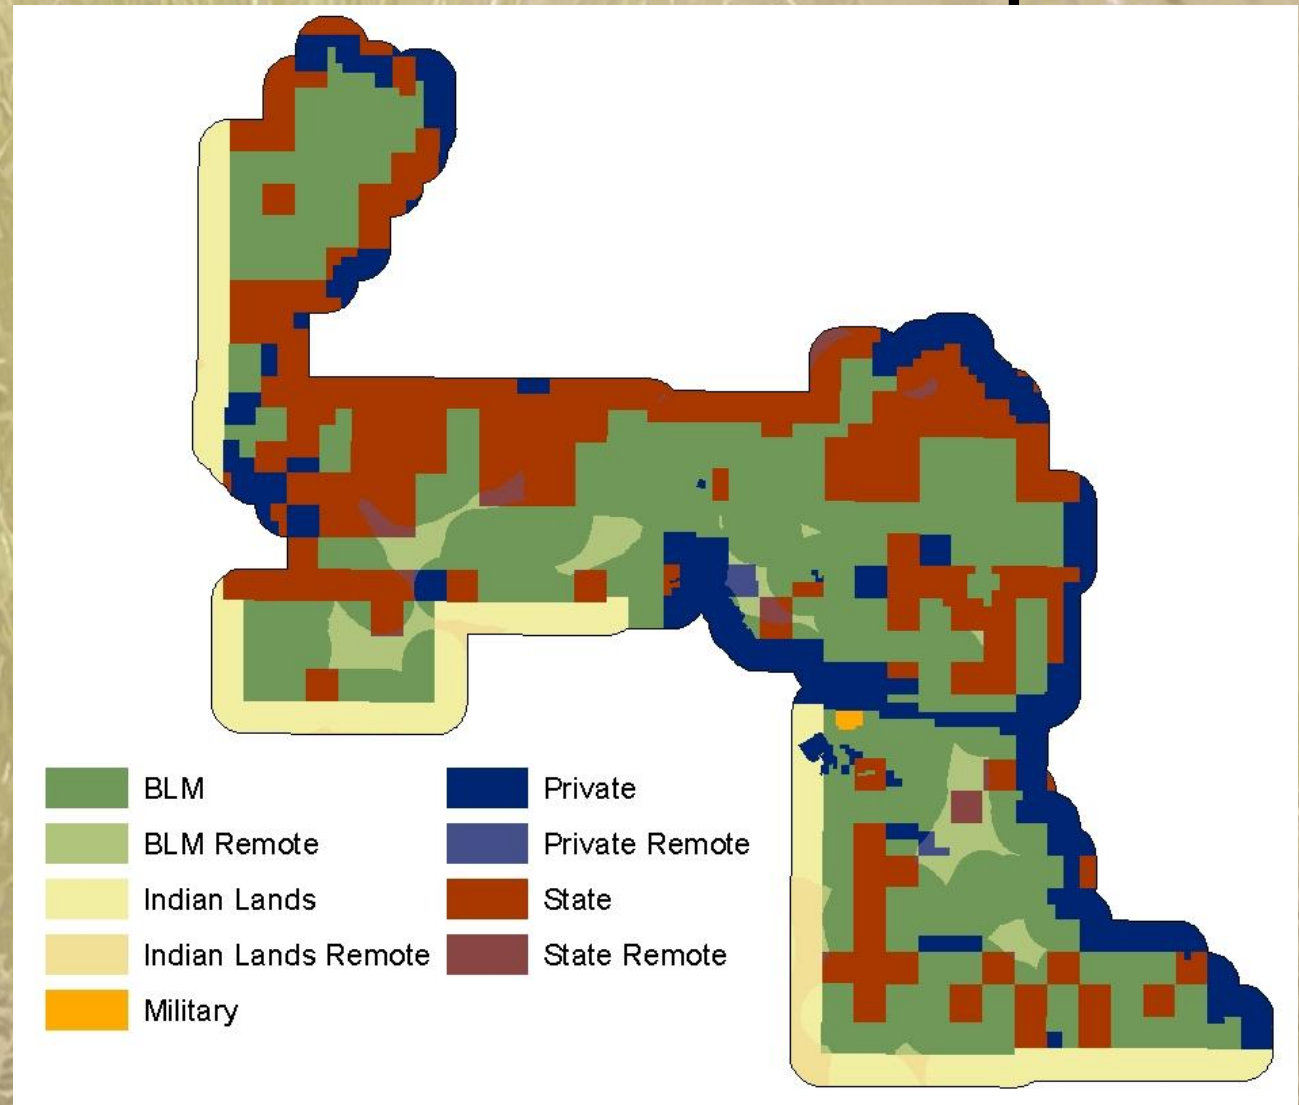 BLM
BLM Remote
Indian Lands
Indian Lands Remote
Military
Private
Private Remote
State
State Remote